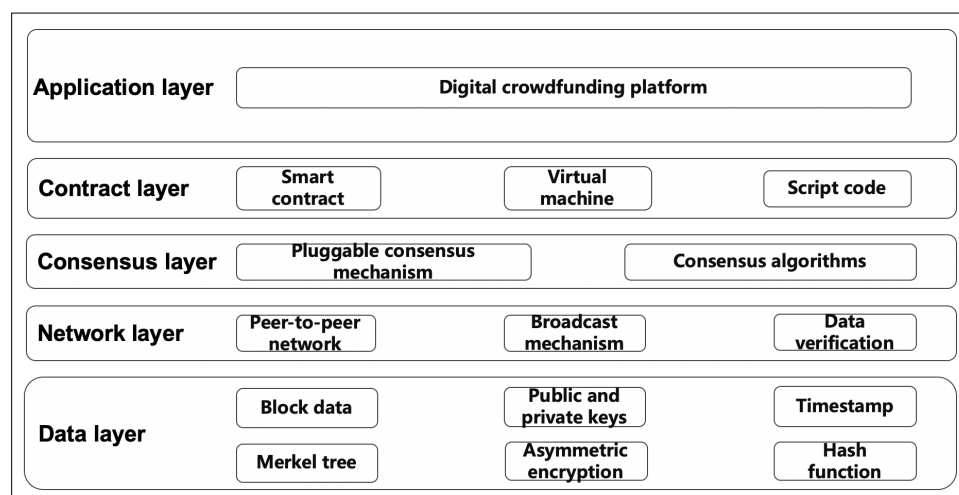 Application layer
Digital crowdfunding platform
Contract layer
Smart
contract
Virtual
machine
Script code
Consensus layer
Pluggable consensus
mechanism
Consensus algorithms
Network layer
Peer-to-peer
network
Broadcast
mechanism
Data
verification
Data layer
Block data
Public and
private keys
Timestamp
Merkel tree
Asymmetric
encryption
Hash
function